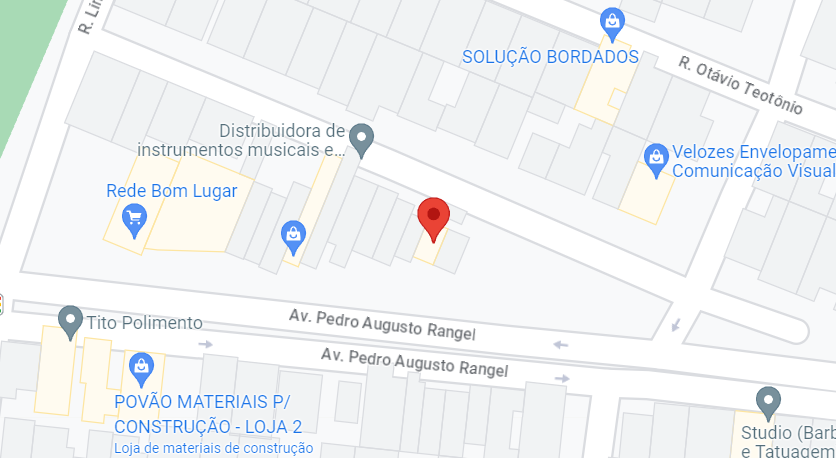 R. Lin
SOLUÇÃO BORDADOS
R. Otávio Teotônio
Distribuidora de
instrumentos musicais e...
Velozes Envelopame
Comunicação Visual
Rede Bom Lugar
Av. Pedro Augusto Rangel
Tito Polimento
Av. Pedro Augusto Rangel
POVÃO MATERIAIS P/
CONSTRUÇÃO - LOJA 2
Loja de materiais de construção
Studio (Barb
e Tatuagem